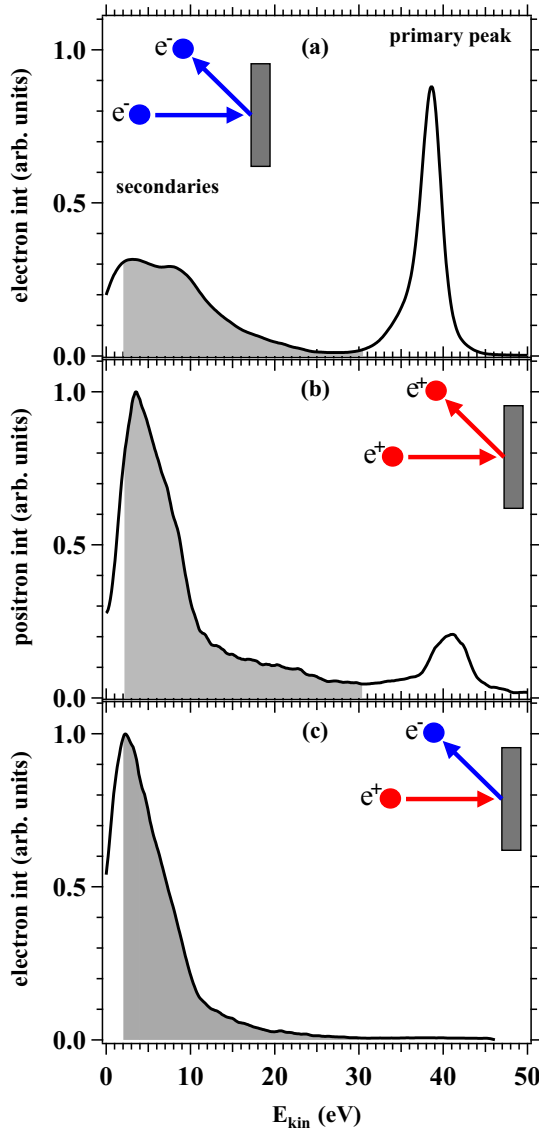 (a)
primary peak
e⁻
e⁻
secondaries
electron int (arb. units)
1.0
0.5
0.0
(b)
e⁺
e⁺
positron int (arb. units)
1.0
0.5
0.0
(c)
e⁻
e⁺
electron int (arb. units)
1.0
0.5
0.0
0 10 20 30 40 50
E_kin (eV)